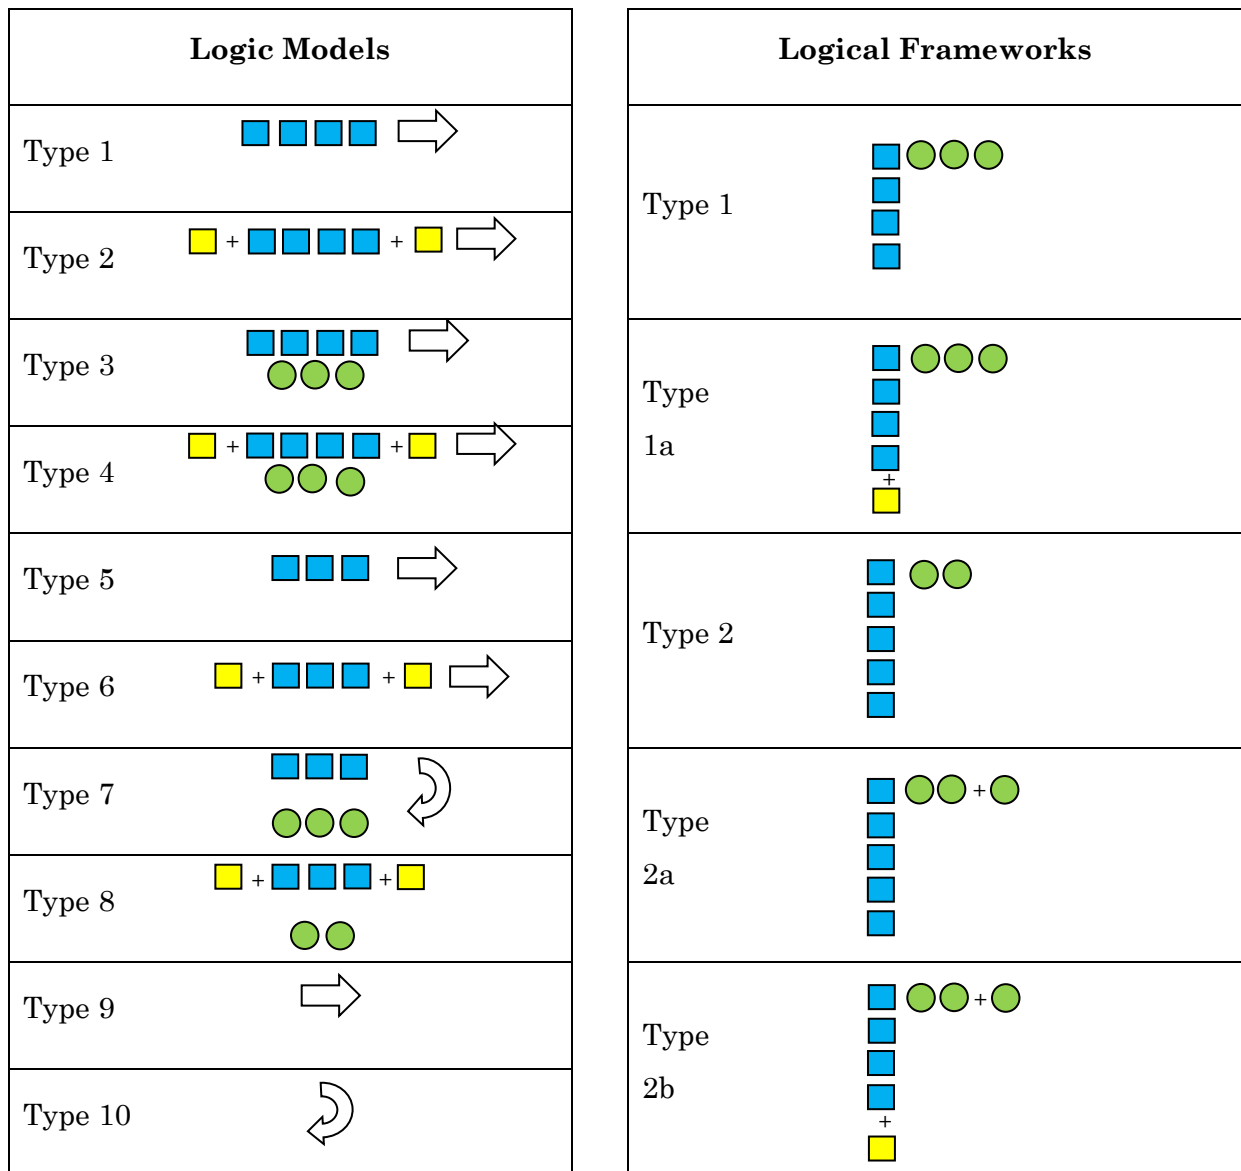 Logic Models
Type 1
Type 2
+ +
Type 3
Type 4
+ +
Type 5
Type 6
+ +
Type 7
Type 8
+ +
Type 9
Type 10
Logical Frameworks
Type 1
Type
1a
+
Type 2
Type
2a
+
Type
2b
+
+